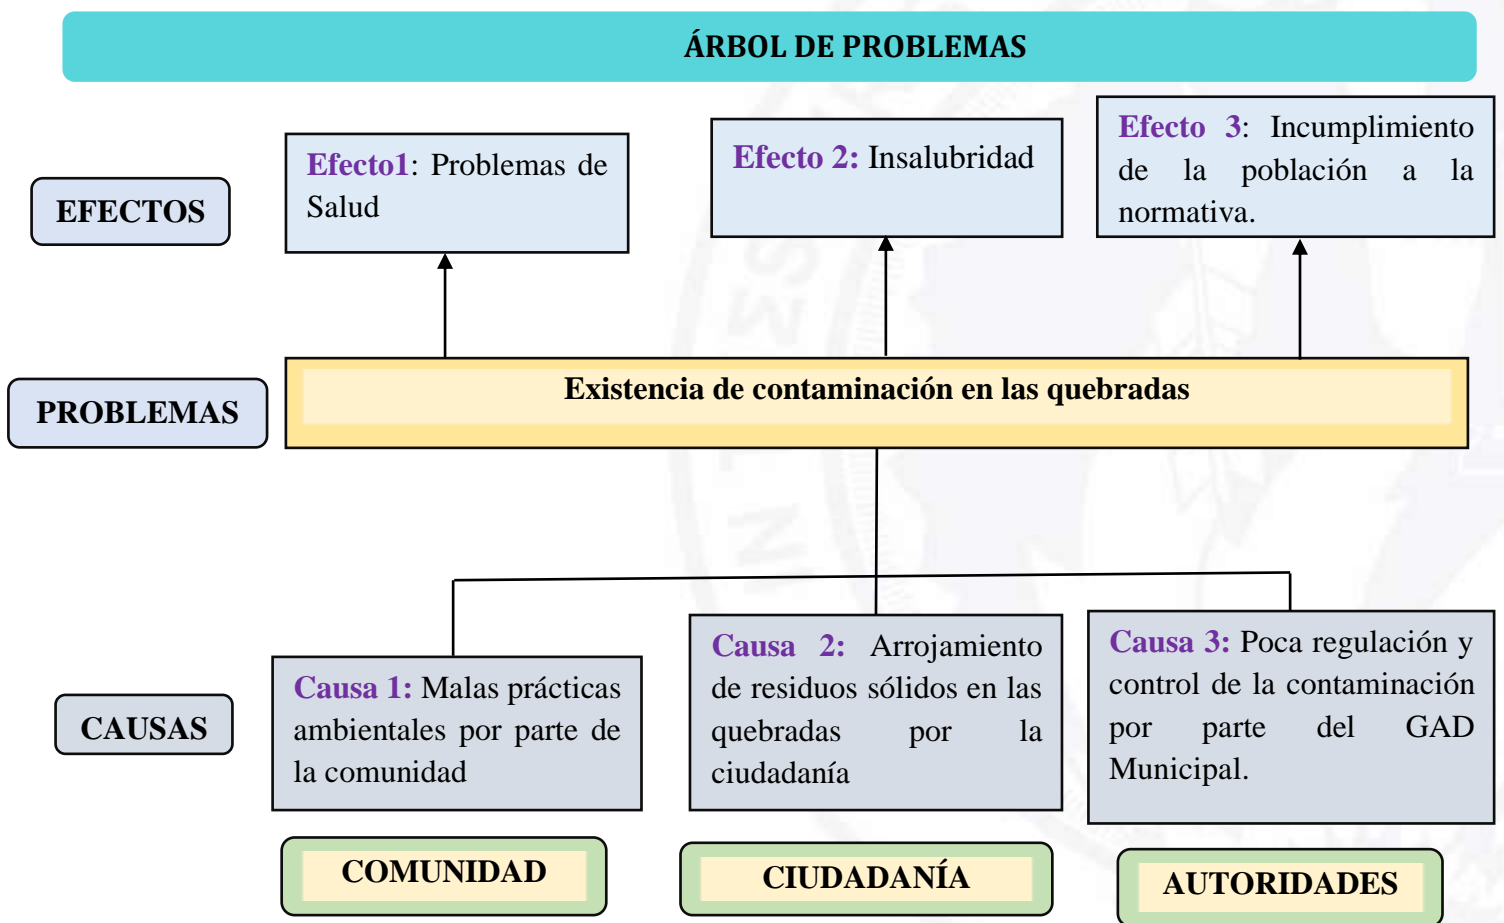 ÁRBOL DE PROBLEMAS
EFECTOS
Efecto1: Problemas de
Salud
Efecto 2: Insalubridad
Efecto 3: Incumplimiento
de la población a la
normativa.
PROBLEMAS
Existencia de contaminación en las quebradas
CAUSAS
Causa 1: Malas prácticas
ambientales por parte de
la comunidad
Causa 2: Arrojamiento
de residuos sólidos en las
quebradas por la
ciudadanía
Causa 3: Poca regulación y
control de la contaminación
por parte del GAD
Municipal.
COMUNIDAD
CIUDADANÍA
AUTORIDADES